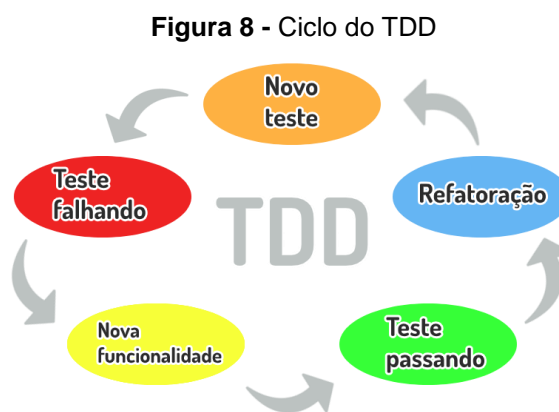 Figura 8 - Ciclo do TDD
Novo
teste
Teste
falhando
Refatoração
TDD
Nova
funcionalidade
Teste
passando